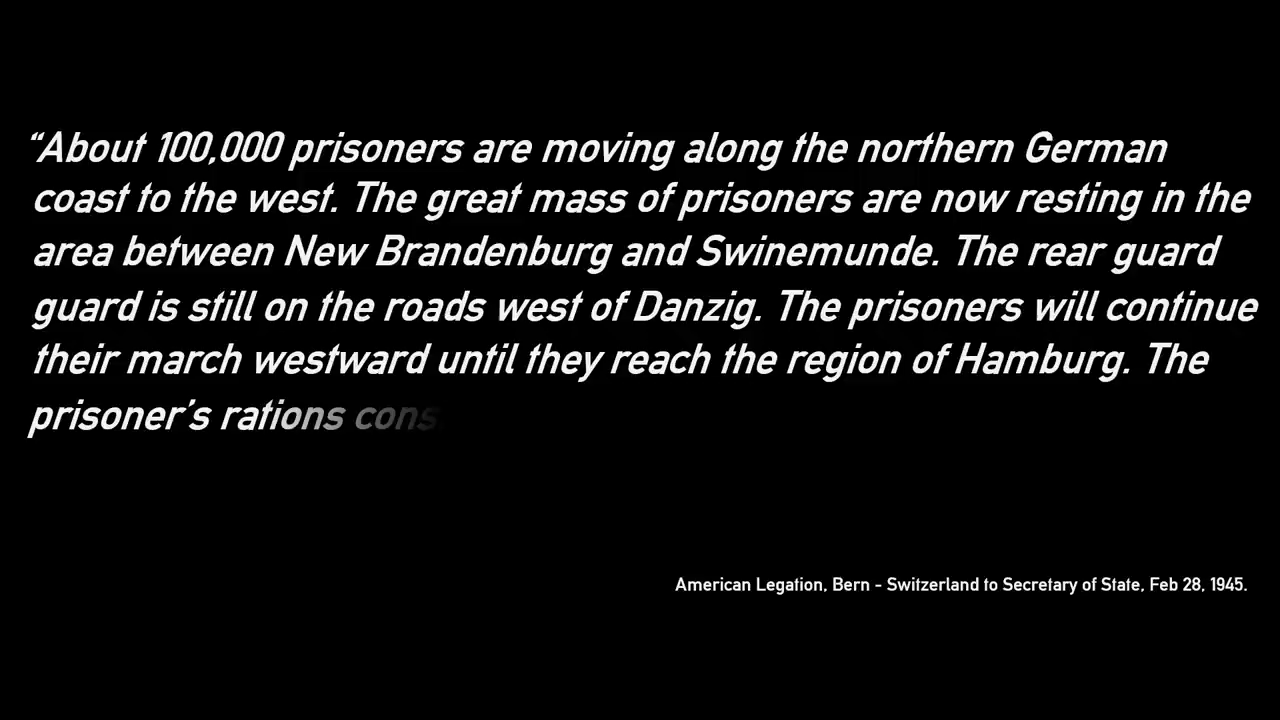 “About 100,000 prisoners are moving along the northern German
coast to the west. The great mass of prisoners are now resting in the
area between New Brandenburg and Swinemunde. The rear guard
guard is still on the roads west of Danzig. The prisoners will continue
their march westward until they reach the region of Hamburg. The
prisoner’s rations cons
American Legation, Bern - Switzerland to Secretary of State, Feb 28, 1945.